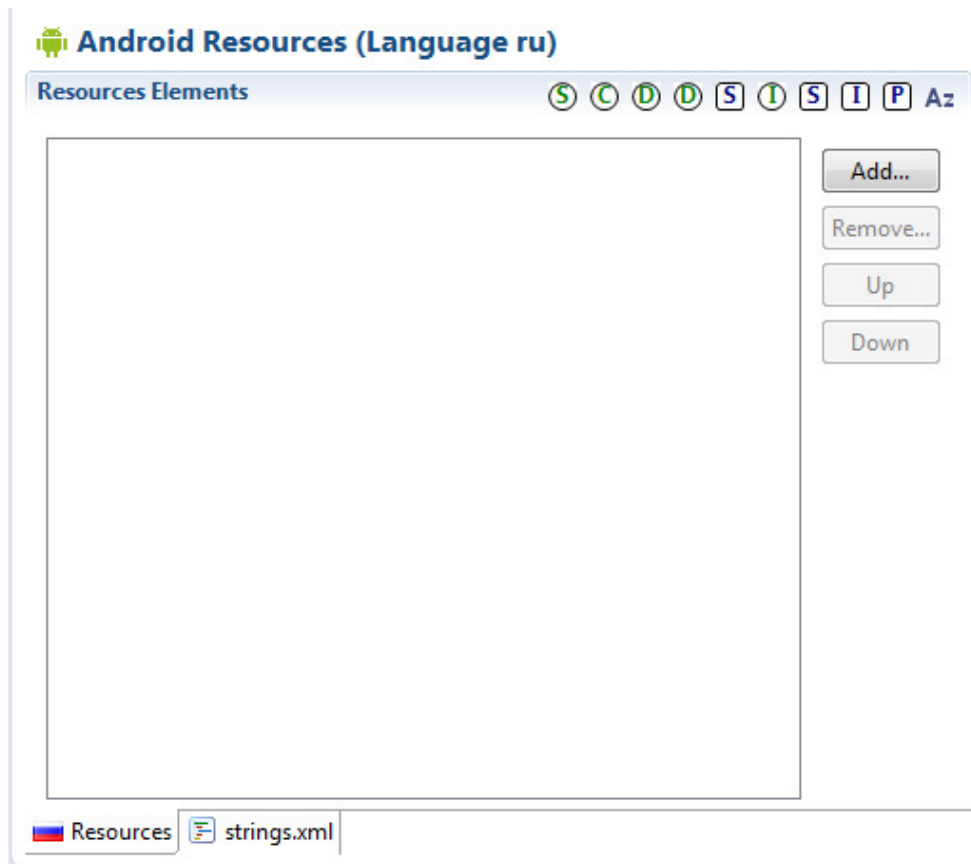 Android Resources (Language ru)
Resources Elements
S C D D S I S I P Az
Add...
Remove...
Up
Down
Resources strings.xml